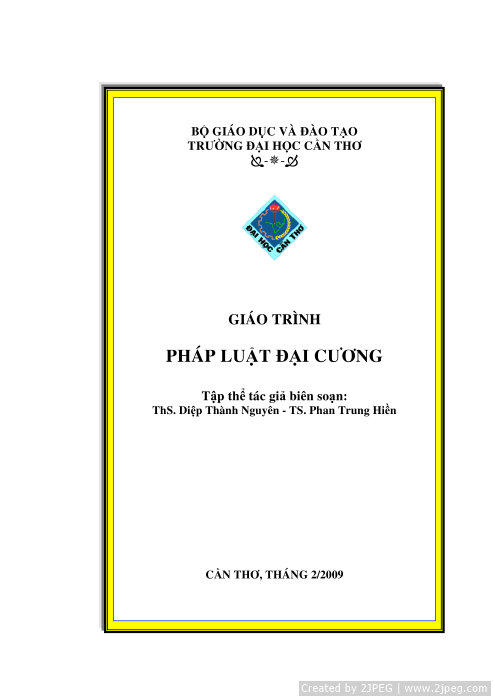 BỘ GIÁO DỤC VÀ ĐÀO TẠO
TRƯỜNG ĐẠI HỌC CẦN THƠ
ĐẠI HỌC CẦN THƠ
GIÁO TRÌNH
PHÁP LUẬT ĐẠI CƯƠNG
Tập thể tác giả biên soạn:
ThS. Diệp Thành Nguyên - TS. Phan Trung Hiền
CẦN THƠ, THÁNG 2/2009
Created by 2JPEG | www.2jpeg.com